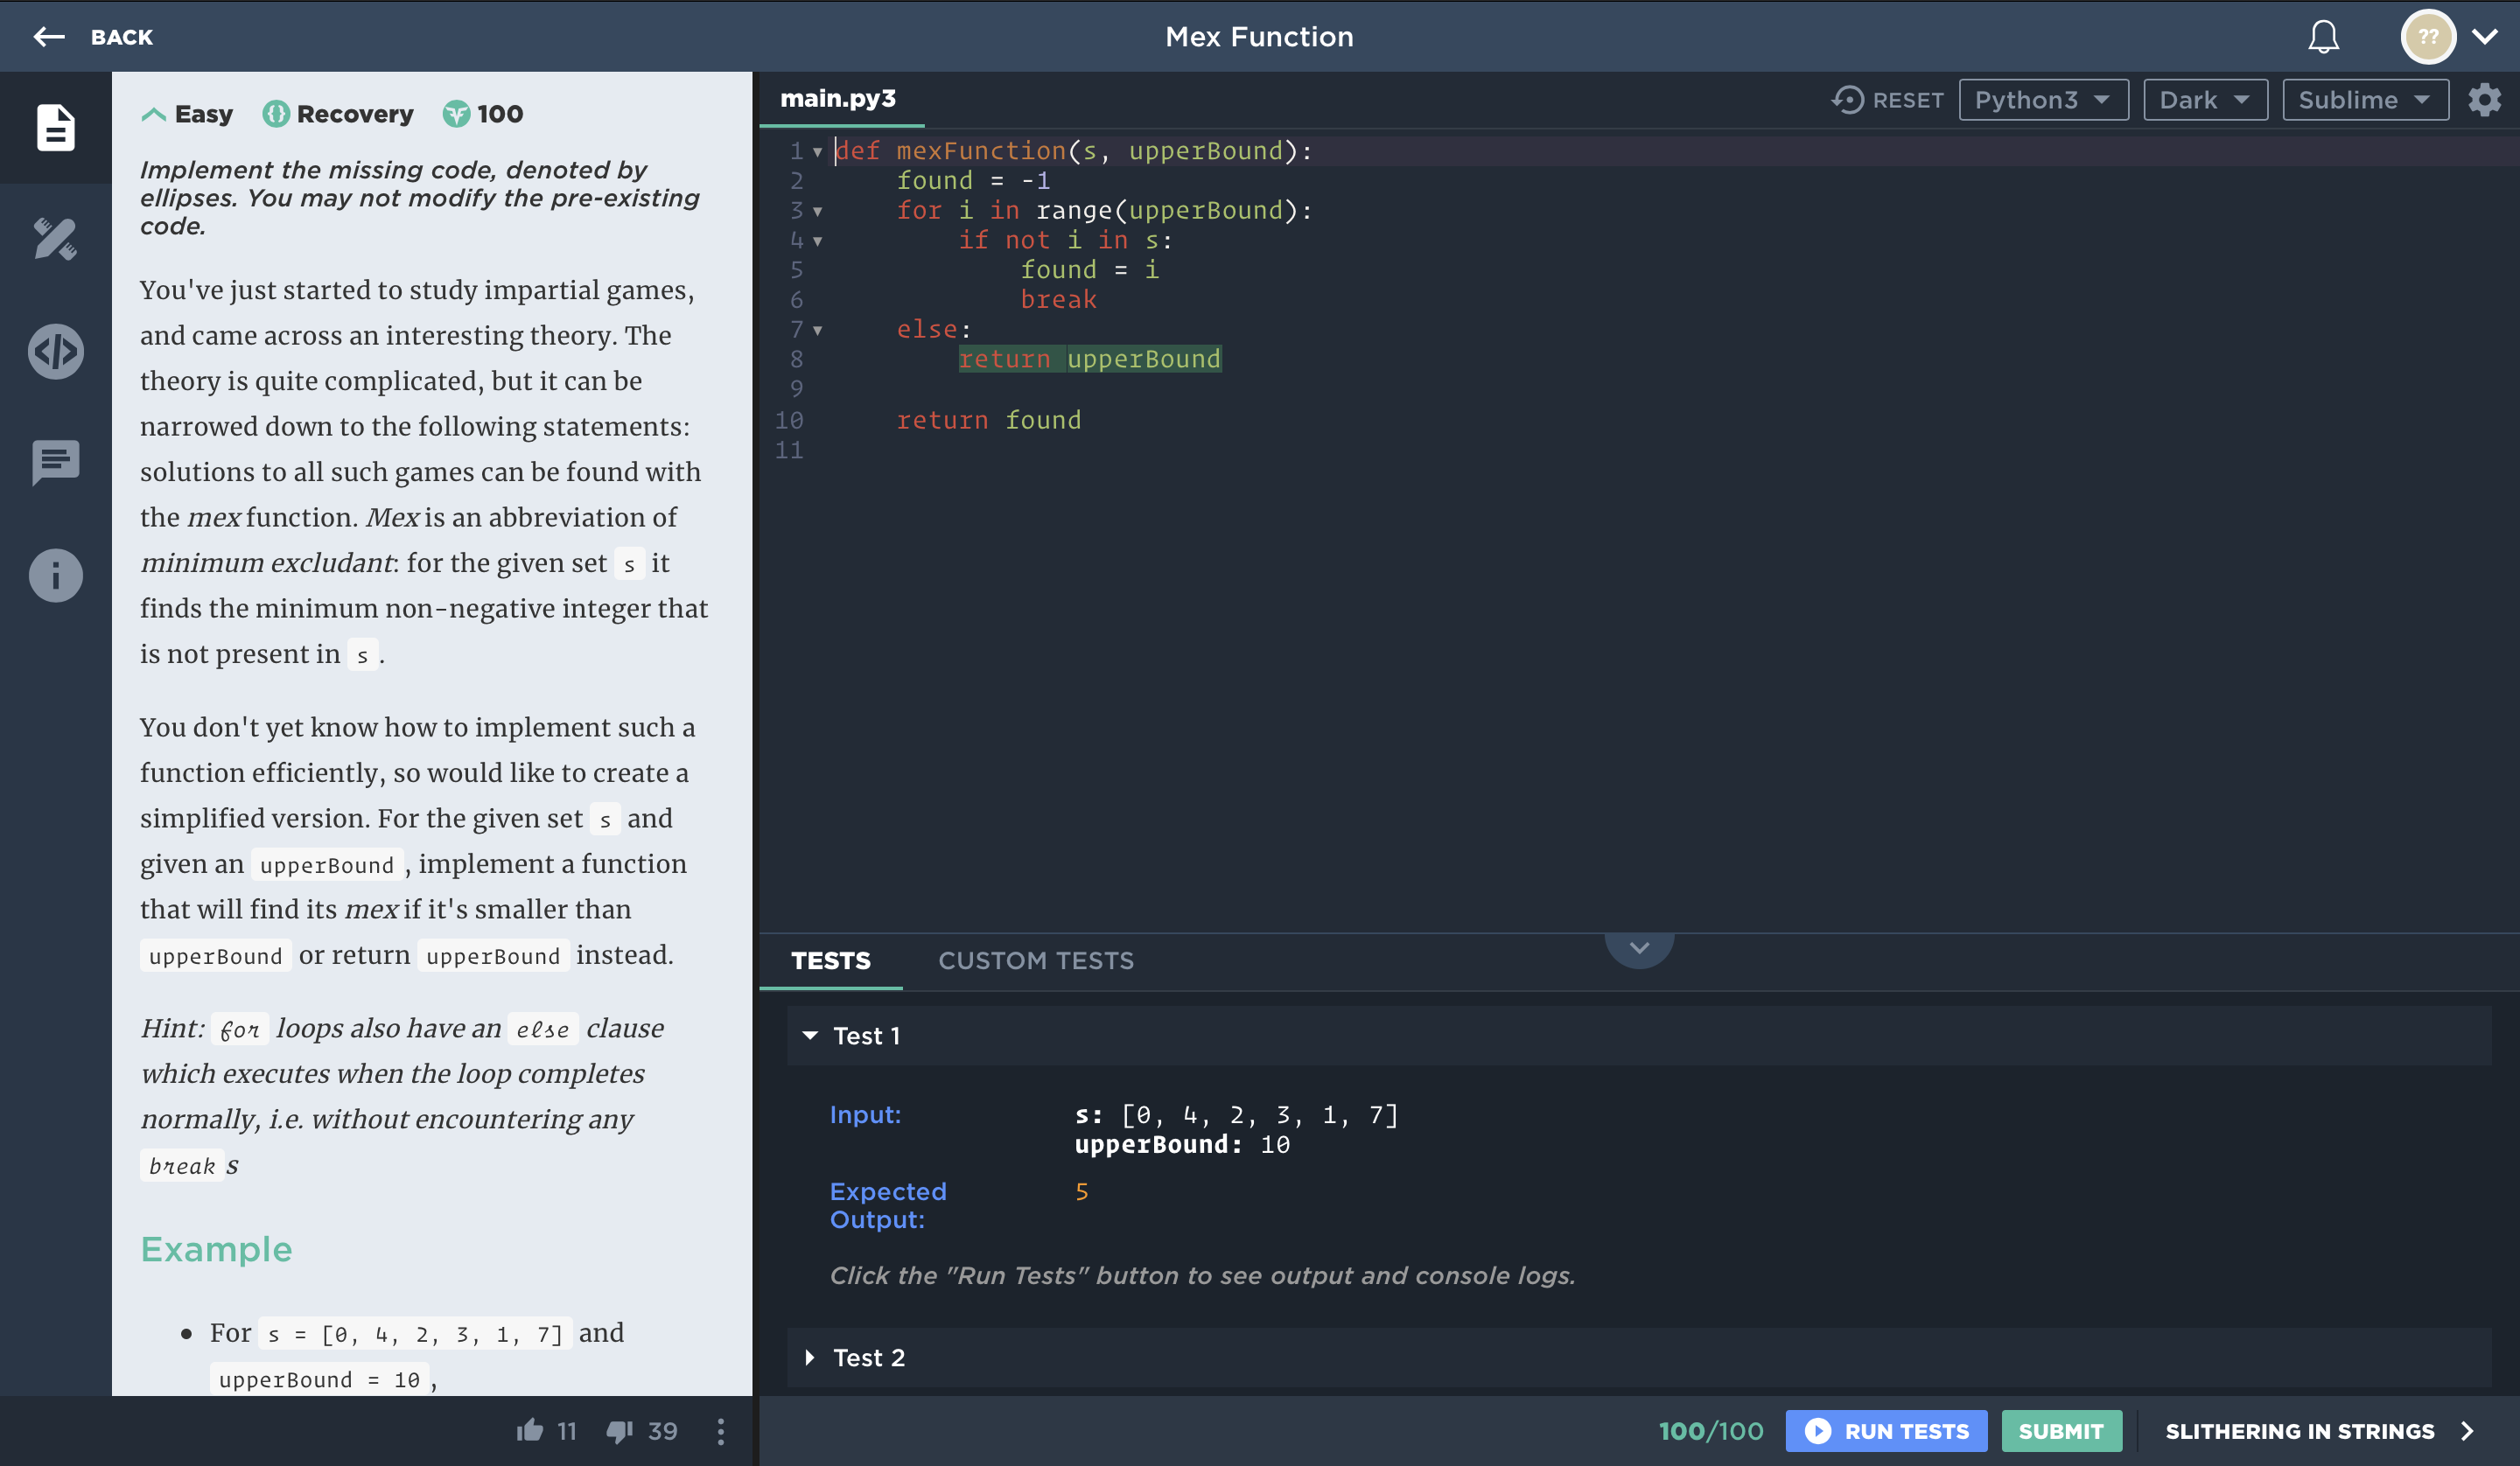 BACK
Mex Function
??
Easy Recovery 100
Implement the missing code, denoted by
ellipses. You may not modify the pre-existing
code.
You've just started to study impartial games,
and came across an interesting theory. The
theory is quite complicated, but it can be
narrowed down to the following statements:
solutions to all such games can be found with
the mex function. Mex is an abbreviation of
minimum excludant: for the given set s it
finds the minimum non-negative integer that
is not present in s.
You don't yet know how to implement such a
function efficiently, so would like to create a
simplified version. For the given set s and
given an upperBound, implement a function
that will find its mex if it's smaller than
upperBound or return upperBound instead.
Hint: for loops also have an else clause
which executes when the loop completes
normally, i.e. without encountering any
breaks
Example
• For s = [0, 4, 2, 3, 1, 7] and
upperBound = 10,
11 39
main.py3
RESET Python3 Dark Sublime
1 def mexFunction(s, upperBound):
2     found = -1
3     for i in range(upperBound):
4         if not i in s:
5             found = i
6             break
7     else:
8         return upperBound
9
10     return found
11
TESTS CUSTOM TESTS
Test 1
Input: s: [0, 4, 2, 3, 1, 7]
upperBound: 10
Expected 5
Output:
Click the "Run Tests" button to see output and console logs.
Test 2
100/100 RUN TESTS SUBMIT SLITHERING IN STRINGS